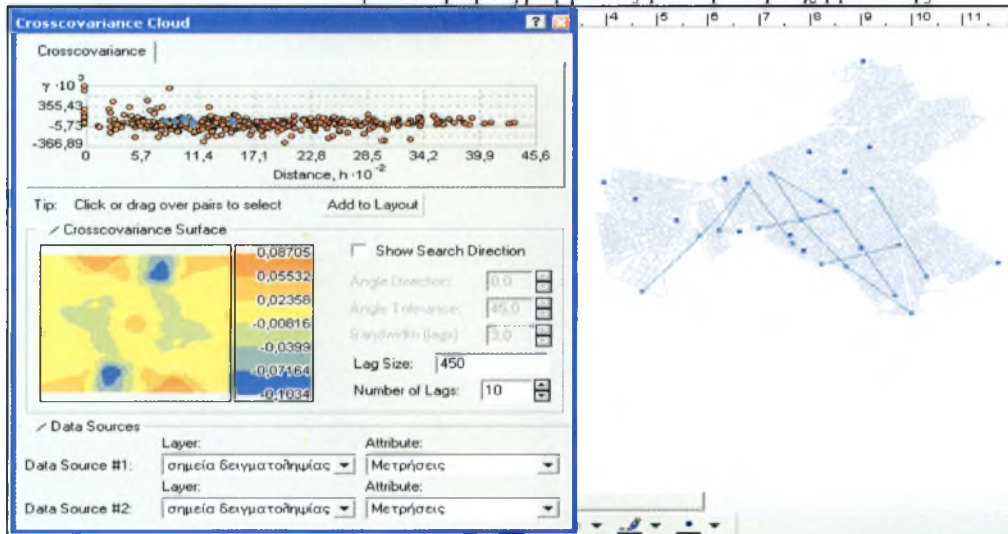 Crosscovariance Cloud
Crosscovariance
γ ·10 3
355,43
-5,73
-366,89
0 5,7 11,4 17,1 22,8 28,5 34,2 39,9 45,6
Distance, h ·10 -2
Tip: Click or drag over pairs to select Add to Layout
Crosscovariance Surface
0,08705
0,05532
0,02358
-0,00816
-0,0399
-0,07164
-0,1034
Show Search Direction
Angle Direction: 0,0
Angle Tolerance: 45,0
Bandwidth (lags): 3,0
Lag Size: 450
Number of Lags: 10
Data Sources
Layer: Attribute:
Data Source #1: σημεία δειγματοληψίας Μετρήσεις
Layer: Attribute:
Data Source #2: σημεία δειγματοληψίας Μετρήσεις
4 5 6 7 8 9 10 11